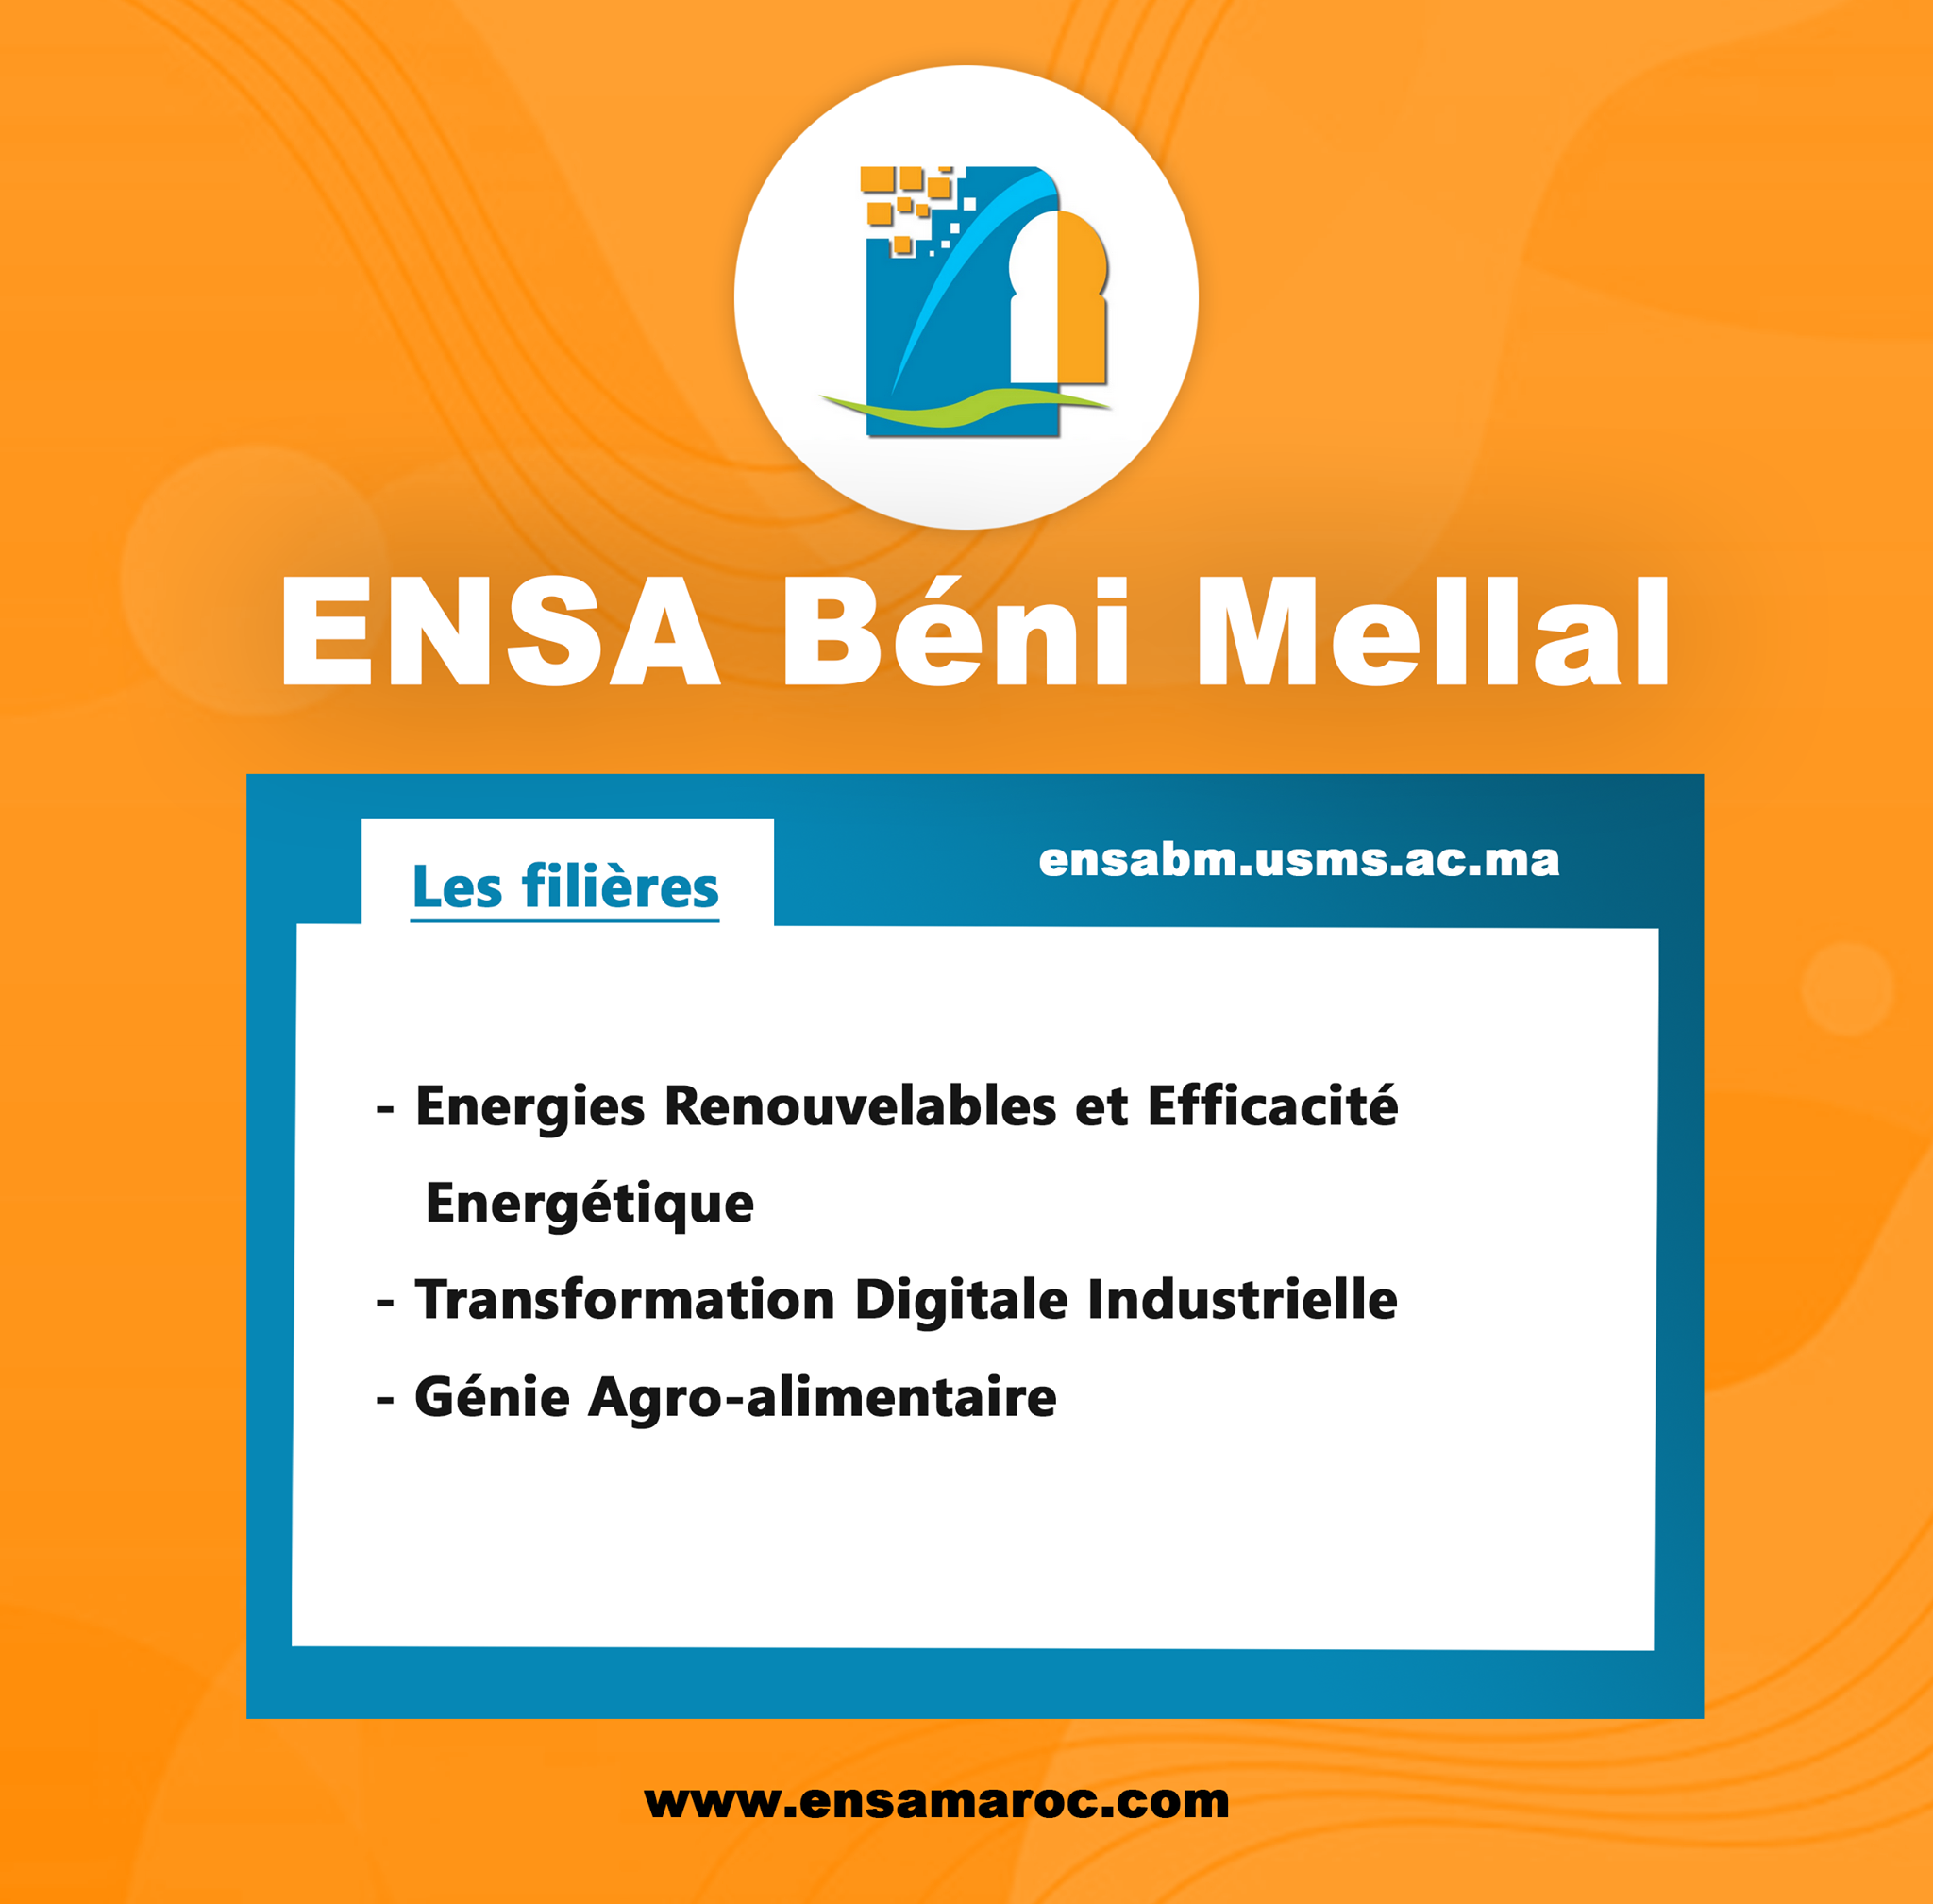 ENSA Béni Mellal
Les filières
ensabm.usms.ac.ma
- Energies Renouvelables et Efficacité
Energétique
- Transformation Digitale Industrielle
- Génie Agro-alimentaire
www.ensamaroc.com